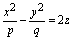 x²/p − y²/q = 2z